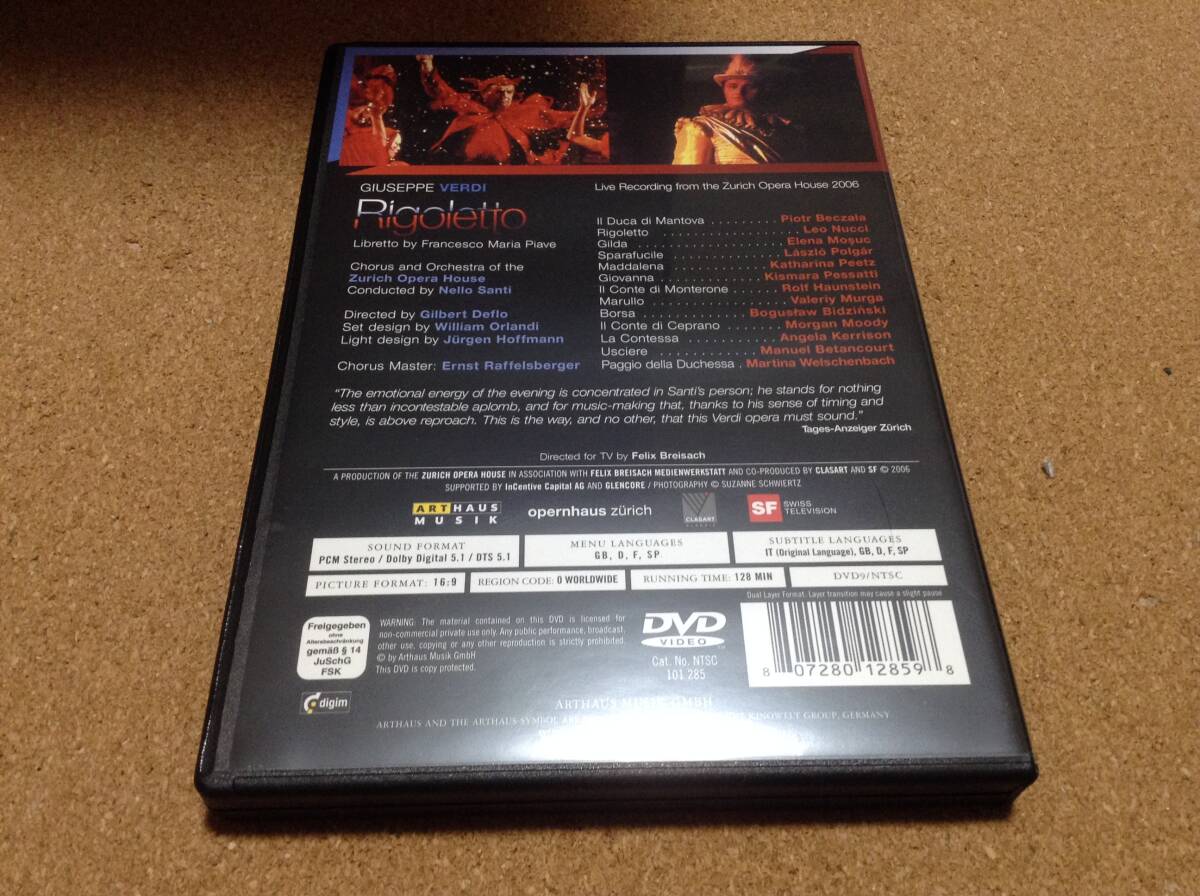 GIUSEPPE VERDI
Rigoletto
Libretto by Francesco Maria Piave
Chorus and Orchestra of the
Zurich Opera House
Conducted by Nello Santi
Directed by Gilbert Deflo
Set design by William Orlandi
Light design by Jürgen Hoffmann
Chorus Master: Ernst Raffelsberger
Live Recording from the Zurich Opera House 2006
Il Duca di Mantova . . . . . . . . . Piotr Beczala
Rigoletto . . . . . . . . . . . . . . . . . Leo Nucci
Gilda . . . . . . . . . . . . . . . . . . Elena Moşuc
Sparafucile . . . . . . . . . . . . . László Polgár
Maddalena . . . . . . . . . . . . Katharina Peetz
Giovanna . . . . . . . . . . . . Kismara Pessatti
Il Conte di Monterone . . . . . . . Rolf Haunstein
Marullo . . . . . . . . . . . . . . . . . Valeriy Murga
Borsa . . . . . . . . . . . . . Bogusław Bidziński
Il Conte di Ceprano . . . . . . . Morgan Moody
La Contessa . . . . . . . . . . . Angela Kerrison
Usciere . . . . . . . . . . . . Manuel Betancourt
Paggio della Duchessa . Martina Welschenbach
"The emotional energy of the evening is concentrated in Santi's person; he stands for nothing
less than incontestable aplomb, and for music-making that, thanks to his sense of timing and
style, is above reproach. This is the way, and no other, that this Verdi opera must sound."
Tages-Anzeiger Zürich
Directed for TV by Felix Breisach
A PRODUCTION OF THE ZURICH OPERA HOUSE IN ASSOCIATION WITH FELIX BREISACH MEDIENWERKSTATT AND CO-PRODUCED BY CLASART AND SF © 2006
SUPPORTED BY InCentive Capital AG AND GLENCORE / PHOTOGRAPHY © SUZANNE SCHWIERTZ
ARTHAUS
MUSIK
opernhaus zürich
CLASART
CLASSIC
SF SWISS
TELEVISION
SOUND FORMAT
PCM Stereo / Dolby Digital 5.1 / DTS 5.1
MENU LANGUAGES
GB, D, F, SP
SUBTITLE LANGUAGES
IT (Original Language), GB, D, F, SP
PICTURE FORMAT: 16:9
REGION CODE: 0 WORLDWIDE
RUNNING TIME: 128 MIN
DVD9/NTSC
Dual Layer Format. Layer transition may cause a slight pause
Freigegeben
ohne
Altersbeschränkung
gemäß § 14
JuSchG
FSK
WARNING: The material contained on this DVD is licensed for
non-commercial private use only. Any public performance, broadcast,
other use, copying or any other reproduction is strictly prohibited.
© by Arthaus Musik GmbH
This DVD is copy protected.
DVD
VIDEO
Cat. No. NTSC
101 285
8 07280 12859 8
digim
ARTHAUS MUSIK GMBH
ARTHAUS AND THE ARTHAUS-SYMBOL KINOWELT GROUP, GERMANY